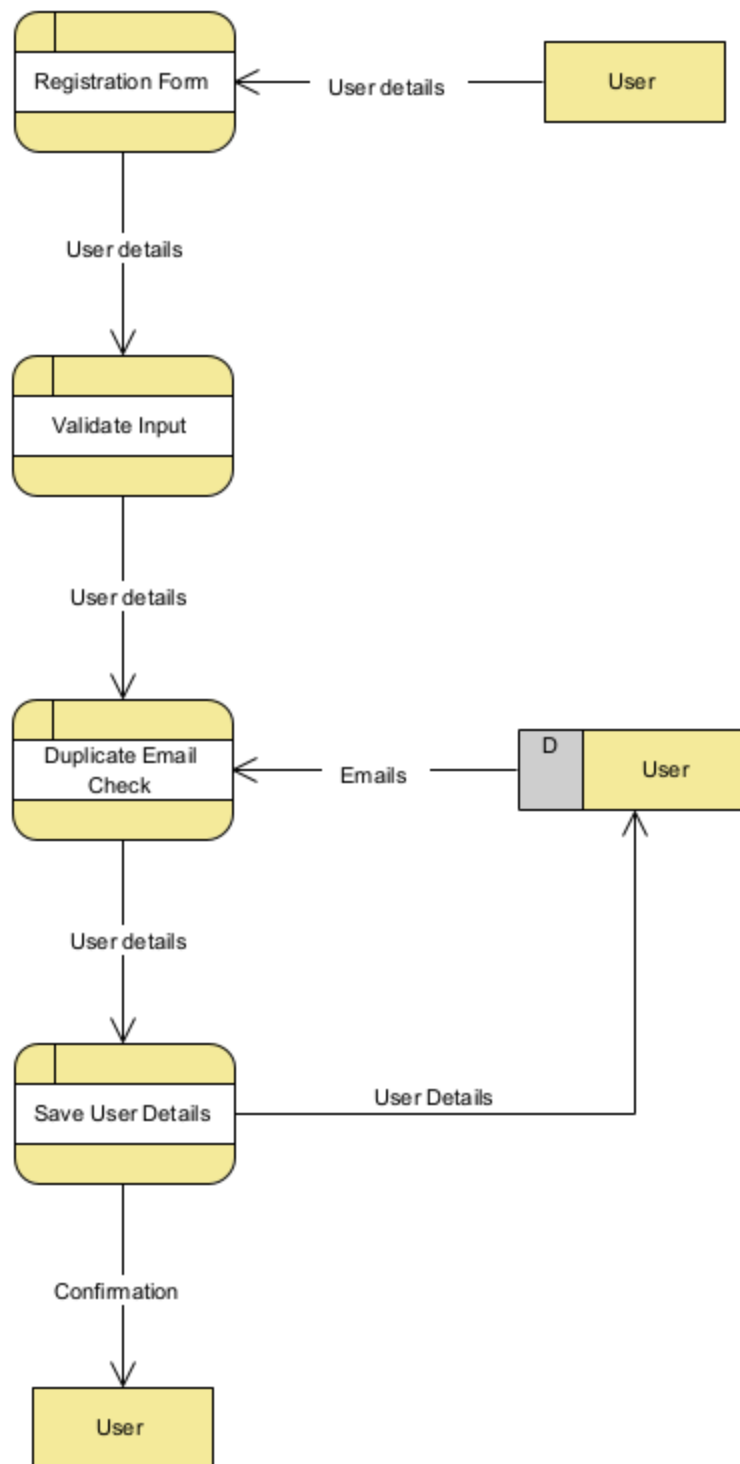 Registration Form
User details
User
User details
Validate Input
User details
Duplicate Email
Check
Emails
D
User
User details
User Details
Save User Details
Confirmation
User